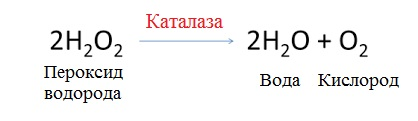 Каталаза
2H₂O₂ 2H₂O + O₂
Пероксид
водорода
Вода Кислород